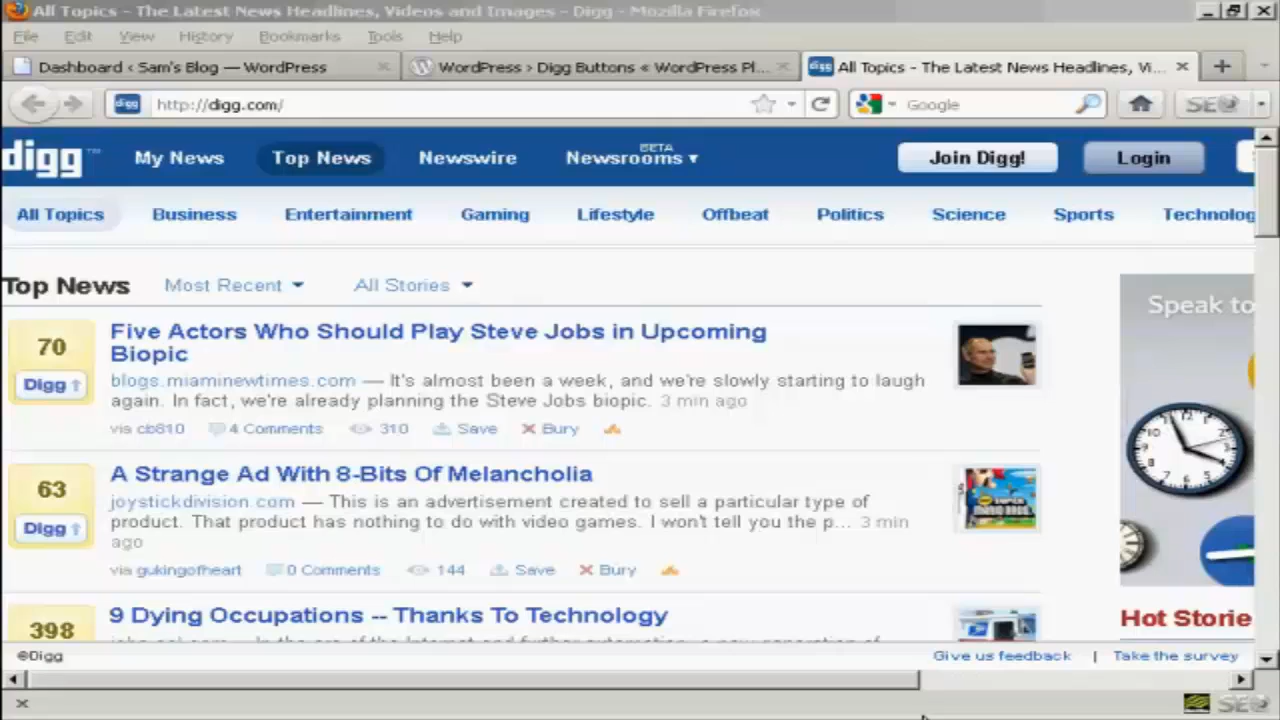 All Topics - The Latest News Headlines, Videos and Images - Digg - Mozilla Firefox
File Edit View History Bookmarks Tools Help
Dashboard ‹ Sam's Blog — WordPress
WordPress › Digg Buttons « WordPress Pl...
All Topics - The Latest News Headlines, Vi...
digg http://digg.com/
Google
SEO
digg™ My News Top News Newswire Newsrooms BETA ▾ Join Digg! Login
All Topics Business Entertainment Gaming Lifestyle Offbeat Politics Science Sports Technolog
Top News Most Recent All Stories
70
Digg
Five Actors Who Should Play Steve Jobs in Upcoming
Biopic
blogs.miaminewtimes.com — It's almost been a week, and we're slowly starting to laugh
again. In fact, we're already planning the Steve Jobs biopic. 3 min ago
via cb810 4 Comments 310 Save Bury
63
Digg
A Strange Ad With 8-Bits Of Melancholia
joystickdivision.com — This is an advertisement created to sell a particular type of
product. That product has nothing to do with video games. I won't tell you the p... 3 min
ago
via gukingofheart 0 Comments 144 Save Bury
398
9 Dying Occupations -- Thanks To Technology
Speak to
Hot Storie
©Digg
Give us feedback | Take the survey
SEO